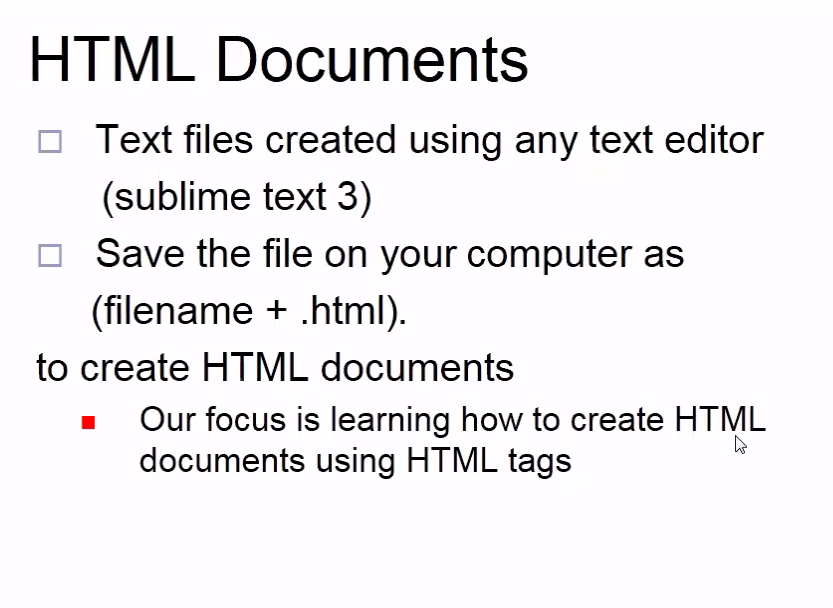 HTML Documents
Text files created using any text editor
(sublime text 3)
Save the file on your computer as
(filename + .html).
to create HTML documents
Our focus is learning how to create HTML
documents using HTML tags